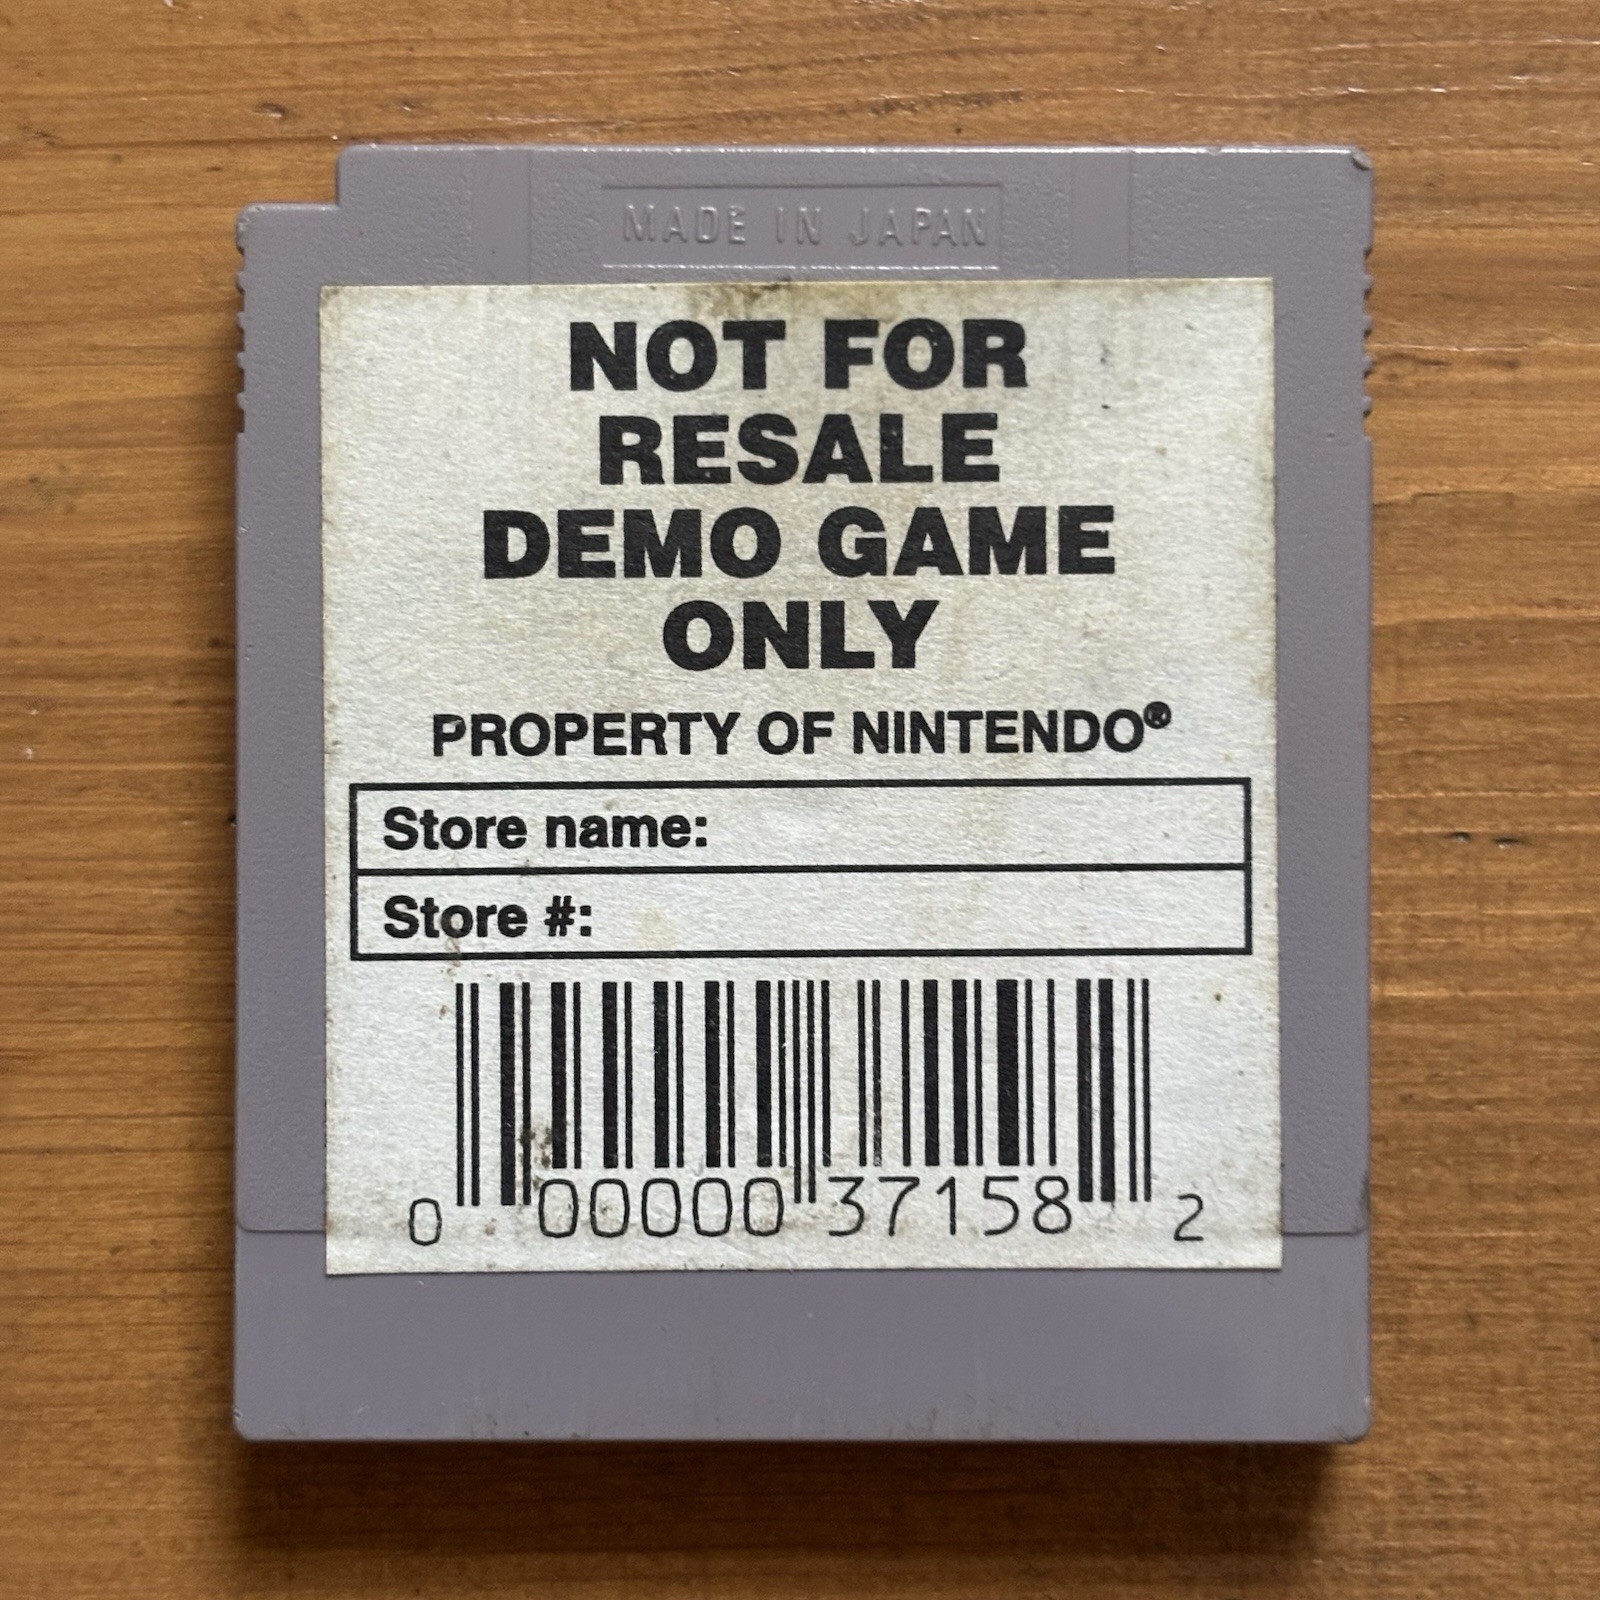 MADE IN JAPAN
NOT FOR
RESALE
DEMO GAME
ONLY
PROPERTY OF NINTENDO®
Store name:
Store #:
0 00000 37158 2